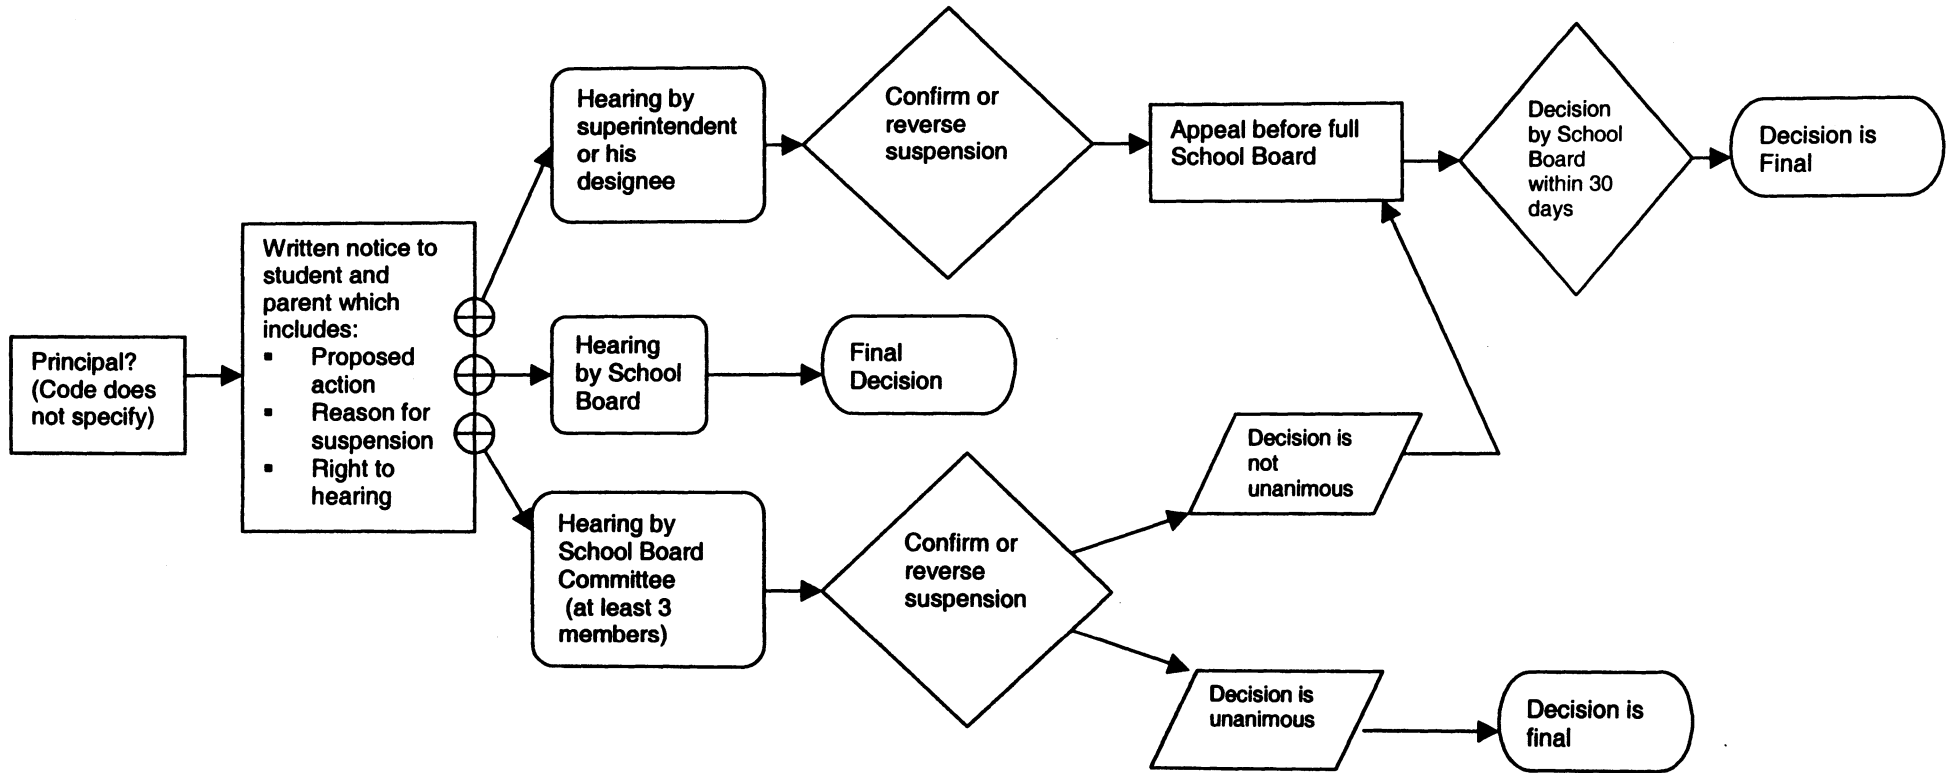 Principal?
(Code does
not specify)
Written notice to
student and
parent which
includes:
▪ Proposed
action
▪ Reason for
suspension
▪ Right to
hearing
Hearing by
superintendent
or his
designee
Confirm or
reverse
suspension
Appeal before full
School Board
Decision
by School
Board
within 30
days
Decision is
Final
Hearing
by School
Board
Final
Decision
Hearing by
School Board
Committee
(at least 3
members)
Confirm or
reverse
suspension
Decision is
not
unanimous
Decision is
unanimous
Decision is
final